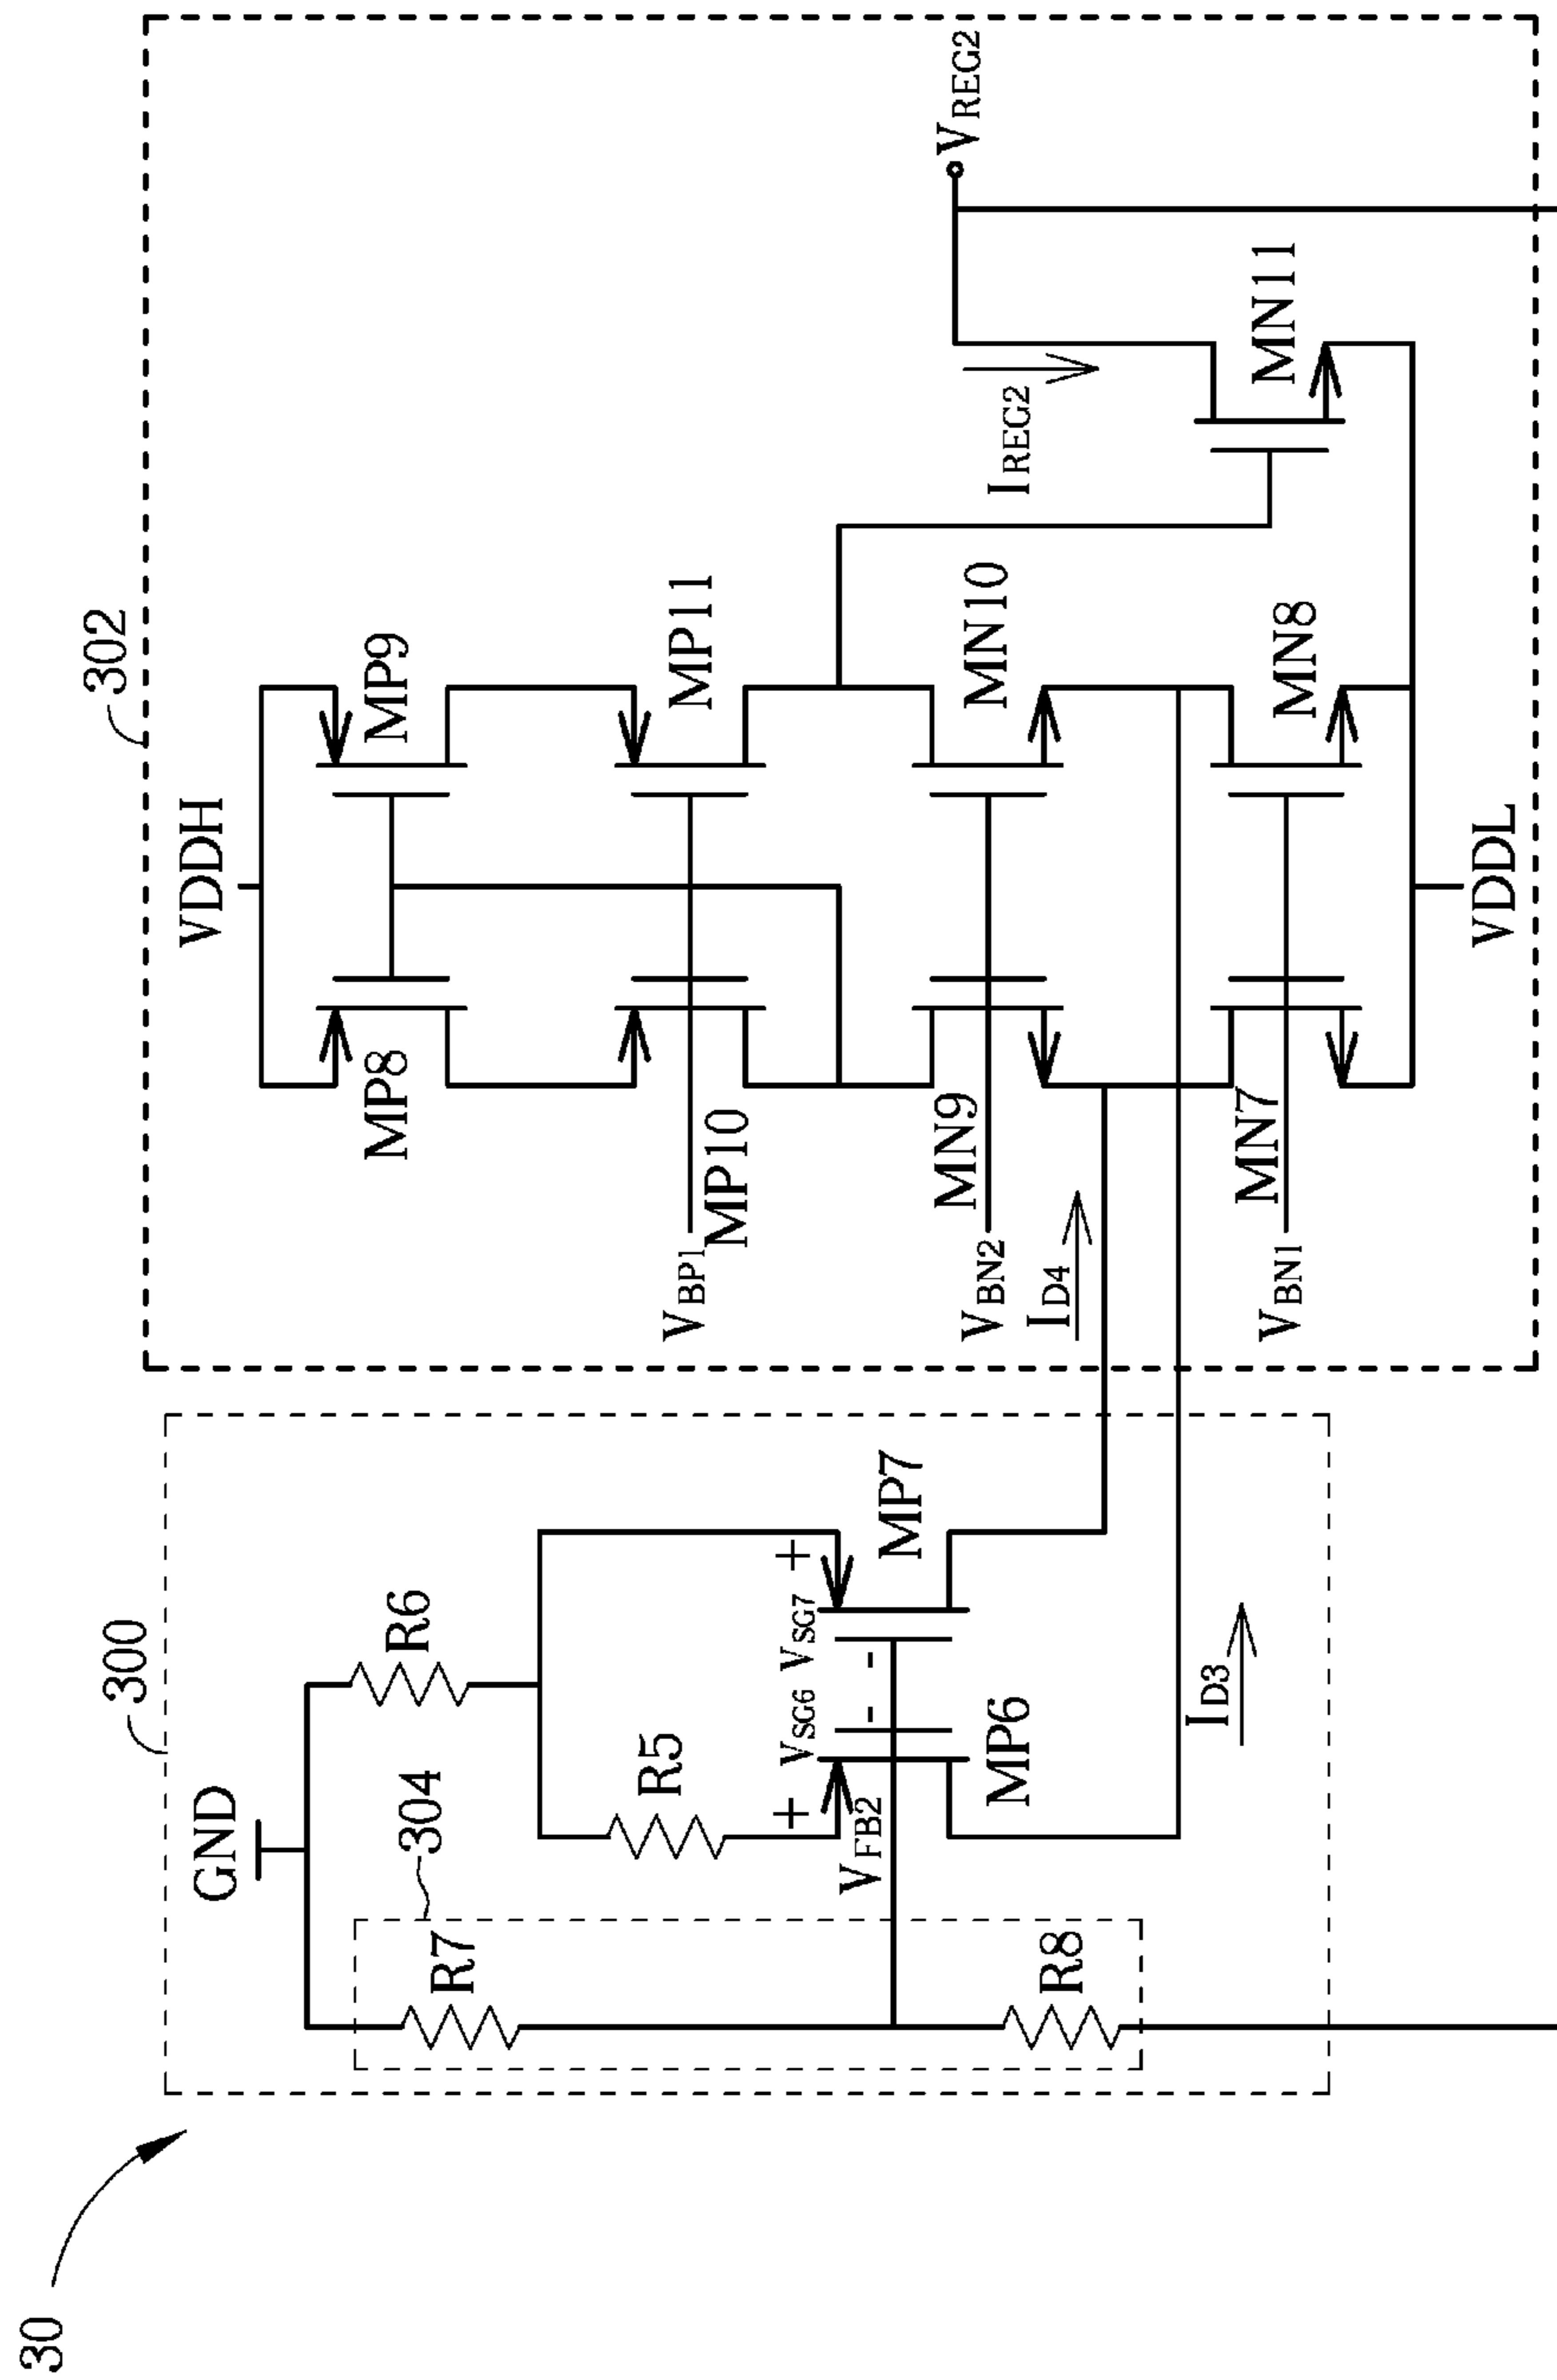 30
300
302
GND
VDDH
304
R6
R7
R5
R8
VSG6
VSG7
VFB2
MP7
MP6
ID3
MP8
MP9
VBP1
MP10
MP11
VREG2
IREG2
MN9
MN10
VBN2
ID4
MN7
MN8
MN11
VBN1
VDDL
+
+
-
-